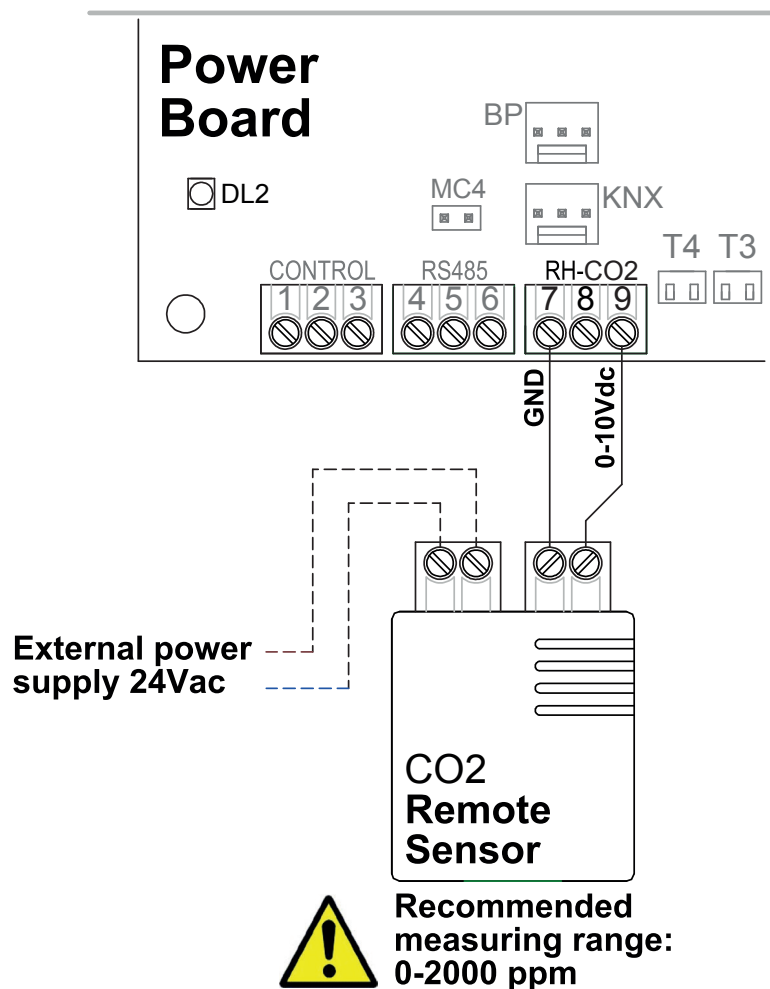 Power
Board
BP
DL2
MC4
KNX
T4 T3
CONTROL RS485 RH-CO2
1 2 3 4 5 6 7 8 9
GND
0-10Vdc
External power
supply 24Vac
CO2
Remote
Sensor
Recommended
measuring range:
0-2000 ppm